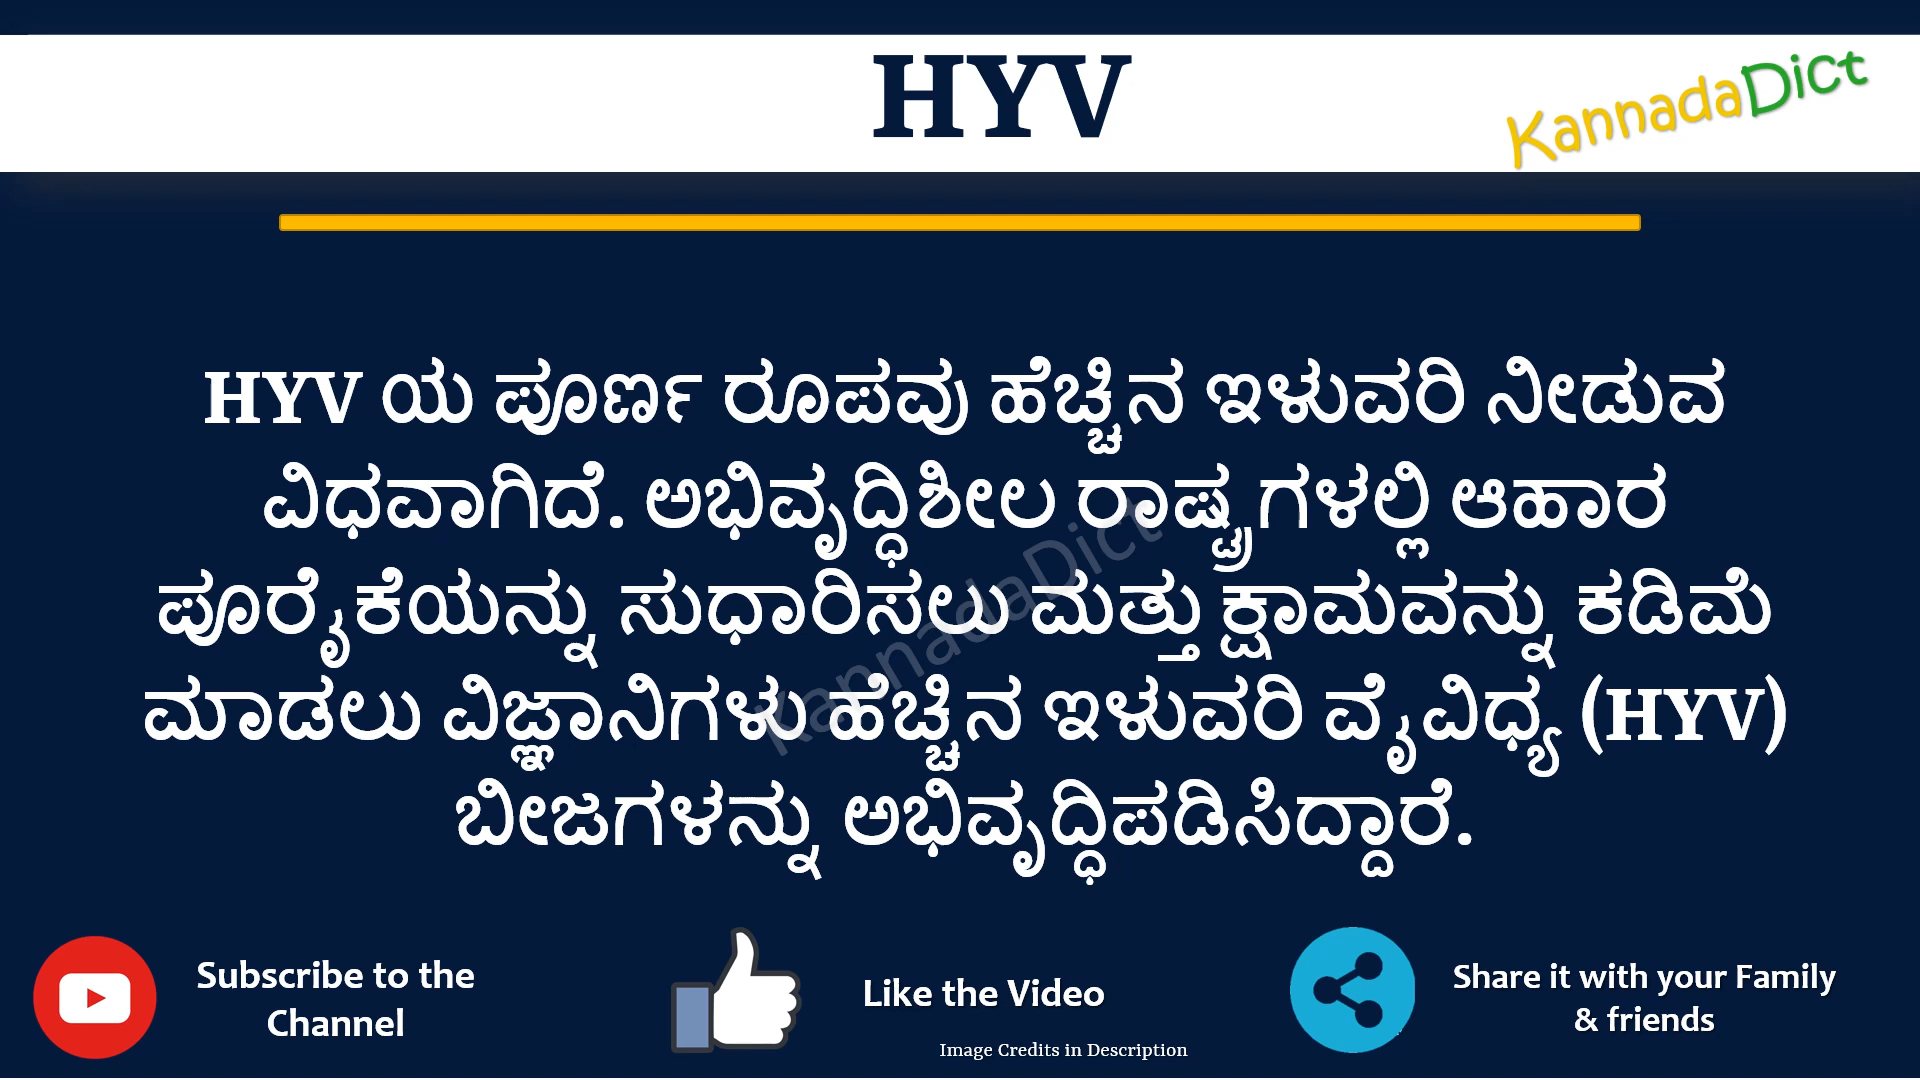 HYV
KannadaDict
HYV ಯ ಪೂರ್ಣ ರೂಪವು ಹೆಚ್ಚಿನ ಇಳುವರಿ ನೀಡುವ
ವಿಧವಾಗಿದೆ. ಅಭಿವೃದ್ಧಿಶೀಲ ರಾಷ್ಟ್ರಗಳಲ್ಲಿ ಆಹಾರ
ಪೂರೈಕೆಯನ್ನು ಸುಧಾರಿಸಲು ಮತ್ತು ಕ್ಷಾಮವನ್ನು ಕಡಿಮೆ
ಮಾಡಲು ವಿಜ್ಞಾನಿಗಳು ಹೆಚ್ಚಿನ ಇಳುವರಿ ವೈವಿಧ್ಯ (HYV)
ಬೀಜಗಳನ್ನು ಅಭಿವೃದ್ಧಿಪಡಿಸಿದ್ದಾರೆ.
KannadaDict
Subscribe to the
Channel
Like the Video
Share it with your Family
& friends
Image Credits in Description